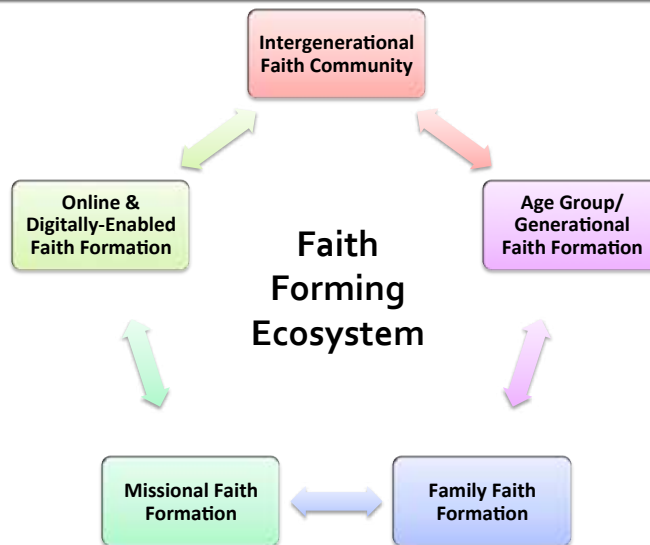 Intergenerational
Faith Community
Online &
Digitally-Enabled
Faith Formation
Age Group/
Generational
Faith Formation
Faith
Forming
Ecosystem
Missional Faith
Formation
Family Faith
Formation